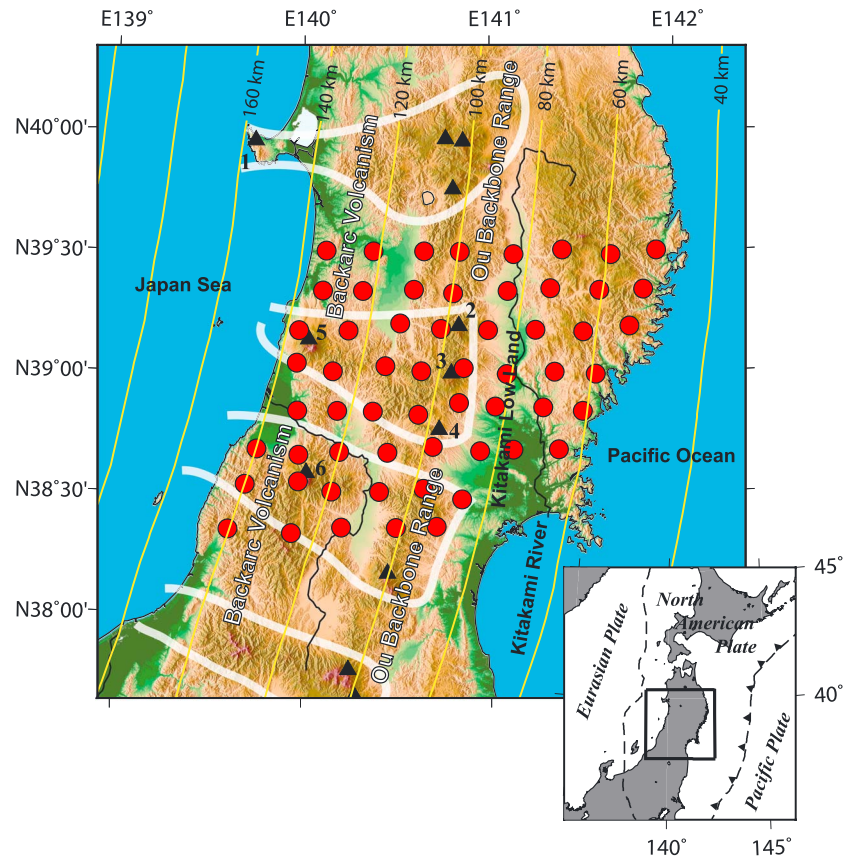 E139°
E140°
E141°
E142°
160 km
140 km
120 km
100 km
80 km
60 km
40 km
N40°00'
1
Backarc Volcanism
Ou Backbone Range
N39°30'
Japan Sea
2
5
3
N39°00'
4
Kitakami Low Land
Pacific Ocean
6
N38°30'
Backarc Volcanism
Ou Backbone Range
Kitakami River
N38°00'
45°
North
American
Plate
Eurasian Plate
40°
Pacific Plate
140°
145°